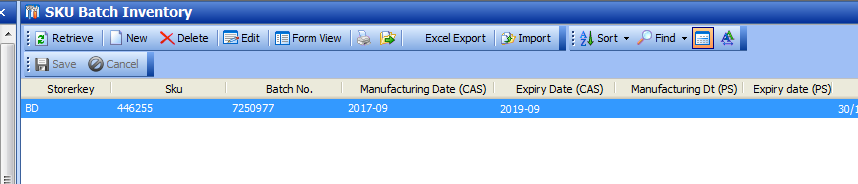 SKU Batch Inventory
Retrieve New Delete Edit Form View Excel Export Import Sort Find
Save Cancel
Storerkey Sku Batch No. Manufacturing Date (CAS) Expiry Date (CAS) Manufacturing Dt (PS) Expiry date (PS)
BD 446255 7250977 2017-09 2019-09